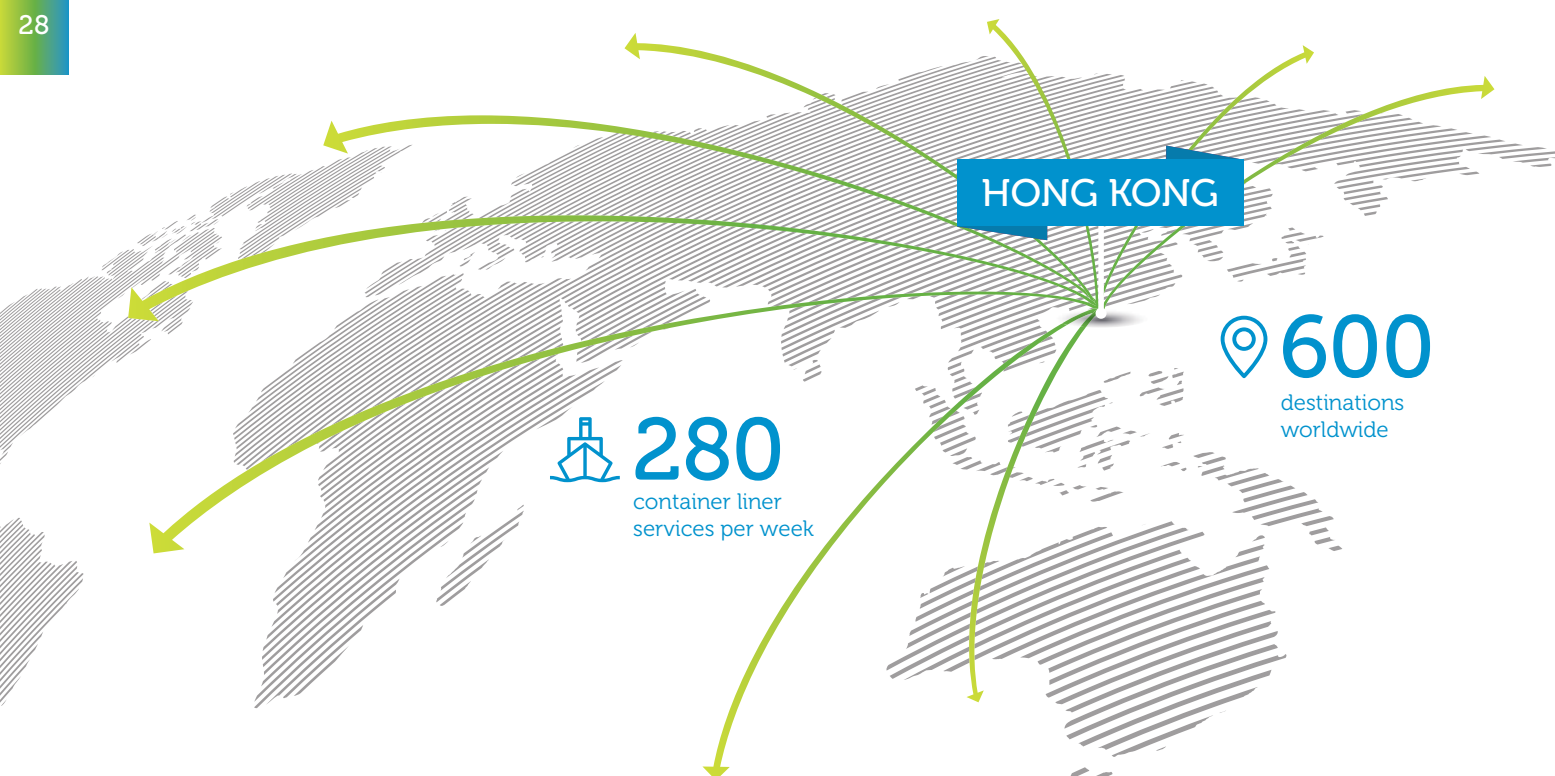 28
HONG KONG
600
destinations
worldwide
280
container liner
services per week